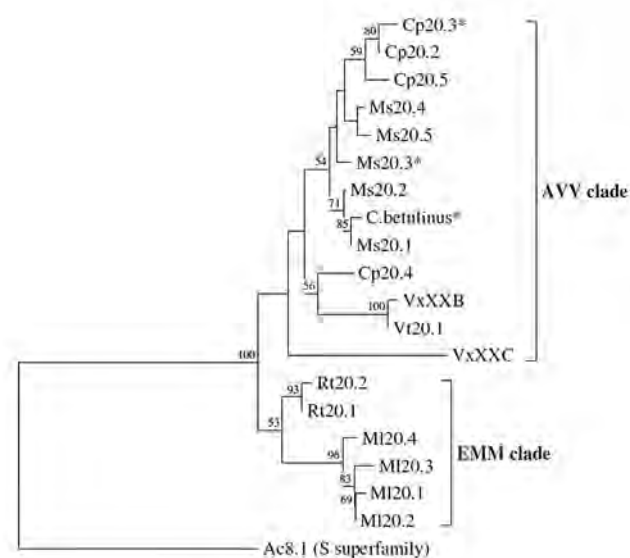 80
Cp20.3*
59
Cp20.2
Cp20.5
Ms20.4
Ms20.5
54
Ms20.3*
Ms20.2
AVV clade
71
C.betulinus*
85
Ms20.1
Cp20.4
56
VxXXB
100
Vt20.1
VxXXC
100
93
Rt20.2
Rt20.1
53
Ml20.4
96
Ml20.3
EMM clade
83
Ml20.1
69
Ml20.2
Ac8.1 (S superfamily)